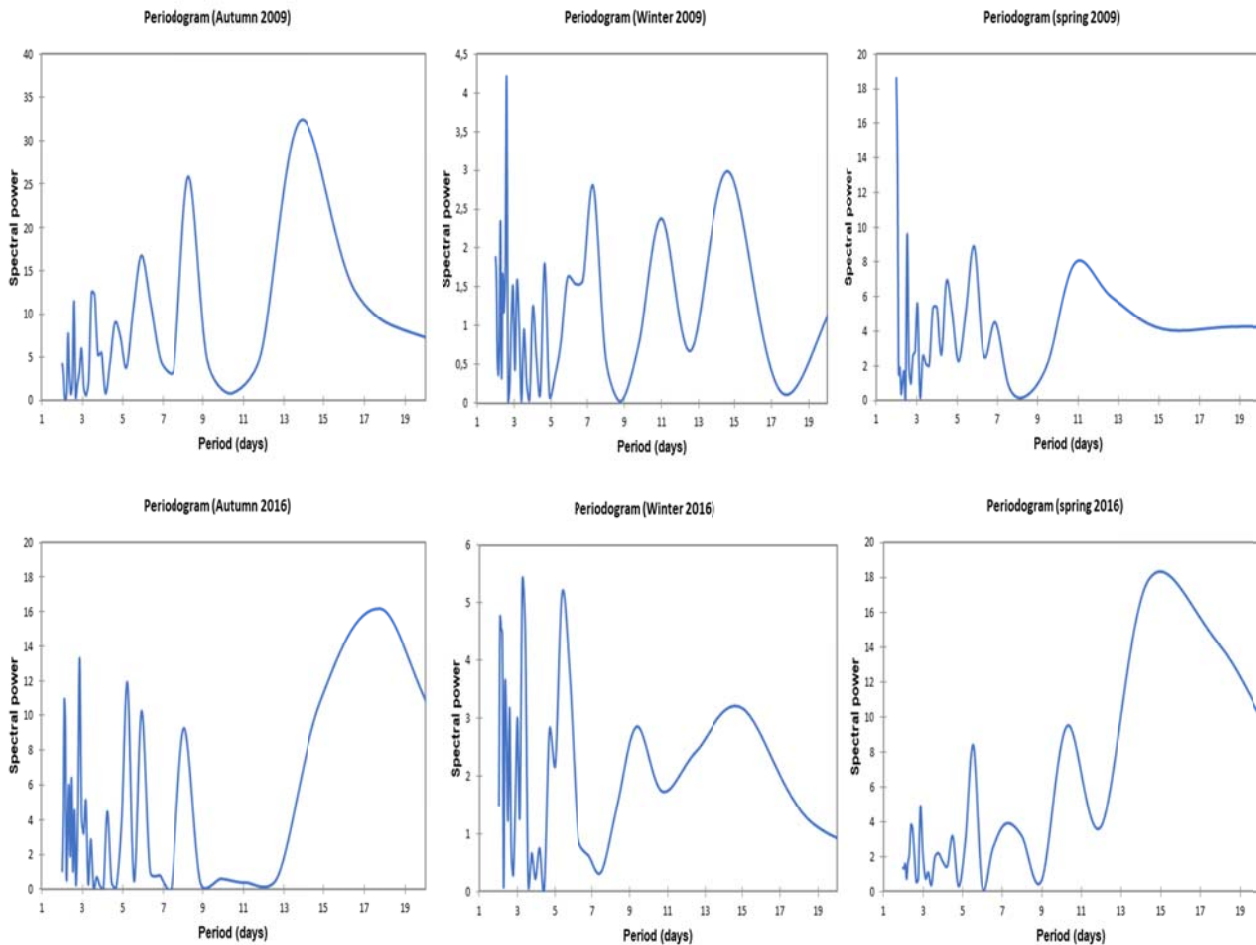 Periodogram (Autumn 2009)
40
35
30
25
20
15
10
5
0
Spectral power
1 3 5 7 9 11 13 15 17 19
Period (days)
Periodogram (Winter 2009)
4,5
4
3,5
3
2,5
2
1,5
1
0,5
0
Spectral power
1 3 5 7 9 11 13 15 17 19
Period (days)
Periodogram (spring 2009)
20
18
16
14
12
10
8
6
4
2
0
Spectral power
1 3 5 7 9 11 13 15 17 19
Period (days)
Periodogram (Autumn 2016)
20
18
16
14
12
10
8
6
4
2
0
Spectral power
1 3 5 7 9 11 13 15 17 19
Period (days)
Periodogram (Winter 2016)
6
5
4
3
2
1
0
Spectral power
1 3 5 7 9 11 13 15 17 19
Period (days)
Periodogram (spring 2016)
20
18
16
14
12
10
8
6
4
2
0
Spectral power
1 3 5 7 9 11 13 15 17 19
Period (days)